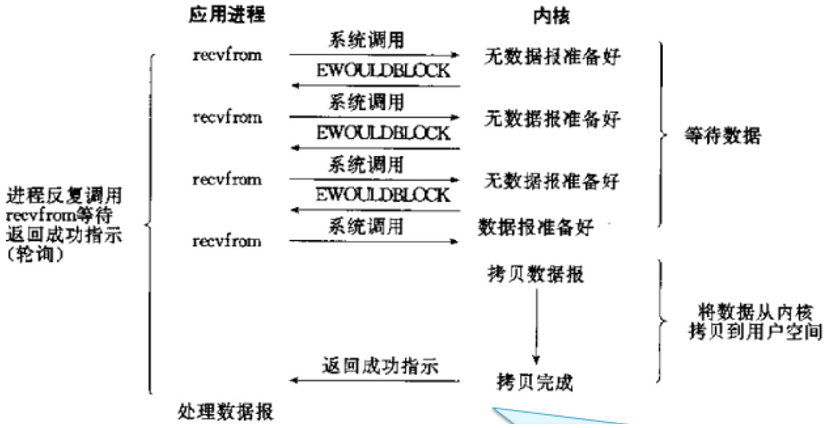 应用进程
内核
recvfrom
系统调用
无数据报准备好
EWOULDBLOCK
recvfrom
系统调用
无数据报准备好
EWOULDBLOCK
等待数据
recvfrom
系统调用
无数据报准备好
EWOULDBLOCK
进程反复调用
recvfrom等待
返回成功指示
(轮询)
recvfrom
系统调用
数据报准备好
拷贝数据报
将数据从内核
拷贝到用户空间
返回成功指示
拷贝完成
处理数据报